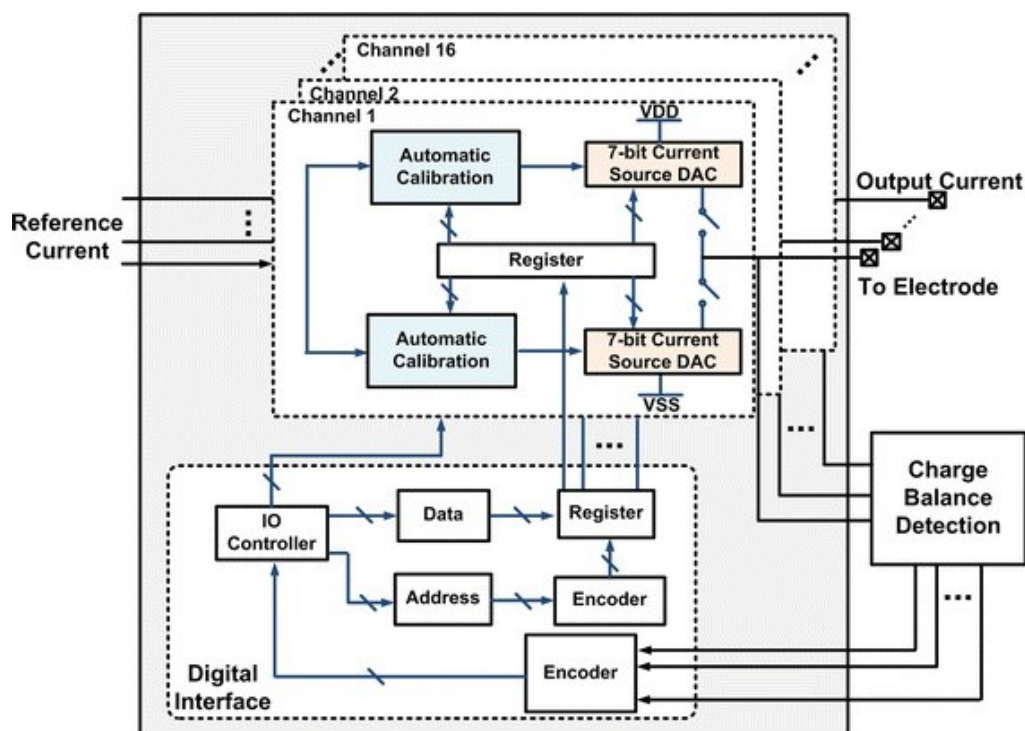 Channel 16
Channel 2
Channel 1
VDD
Automatic
Calibration
7-bit Current
Source DAC
Output Current
Reference
Current
Register
To Electrode
Automatic
Calibration
7-bit Current
Source DAC
VSS
Charge
Balance
Detection
IO
Controller
Data
Register
Address
Encoder
Encoder
Digital
Interface